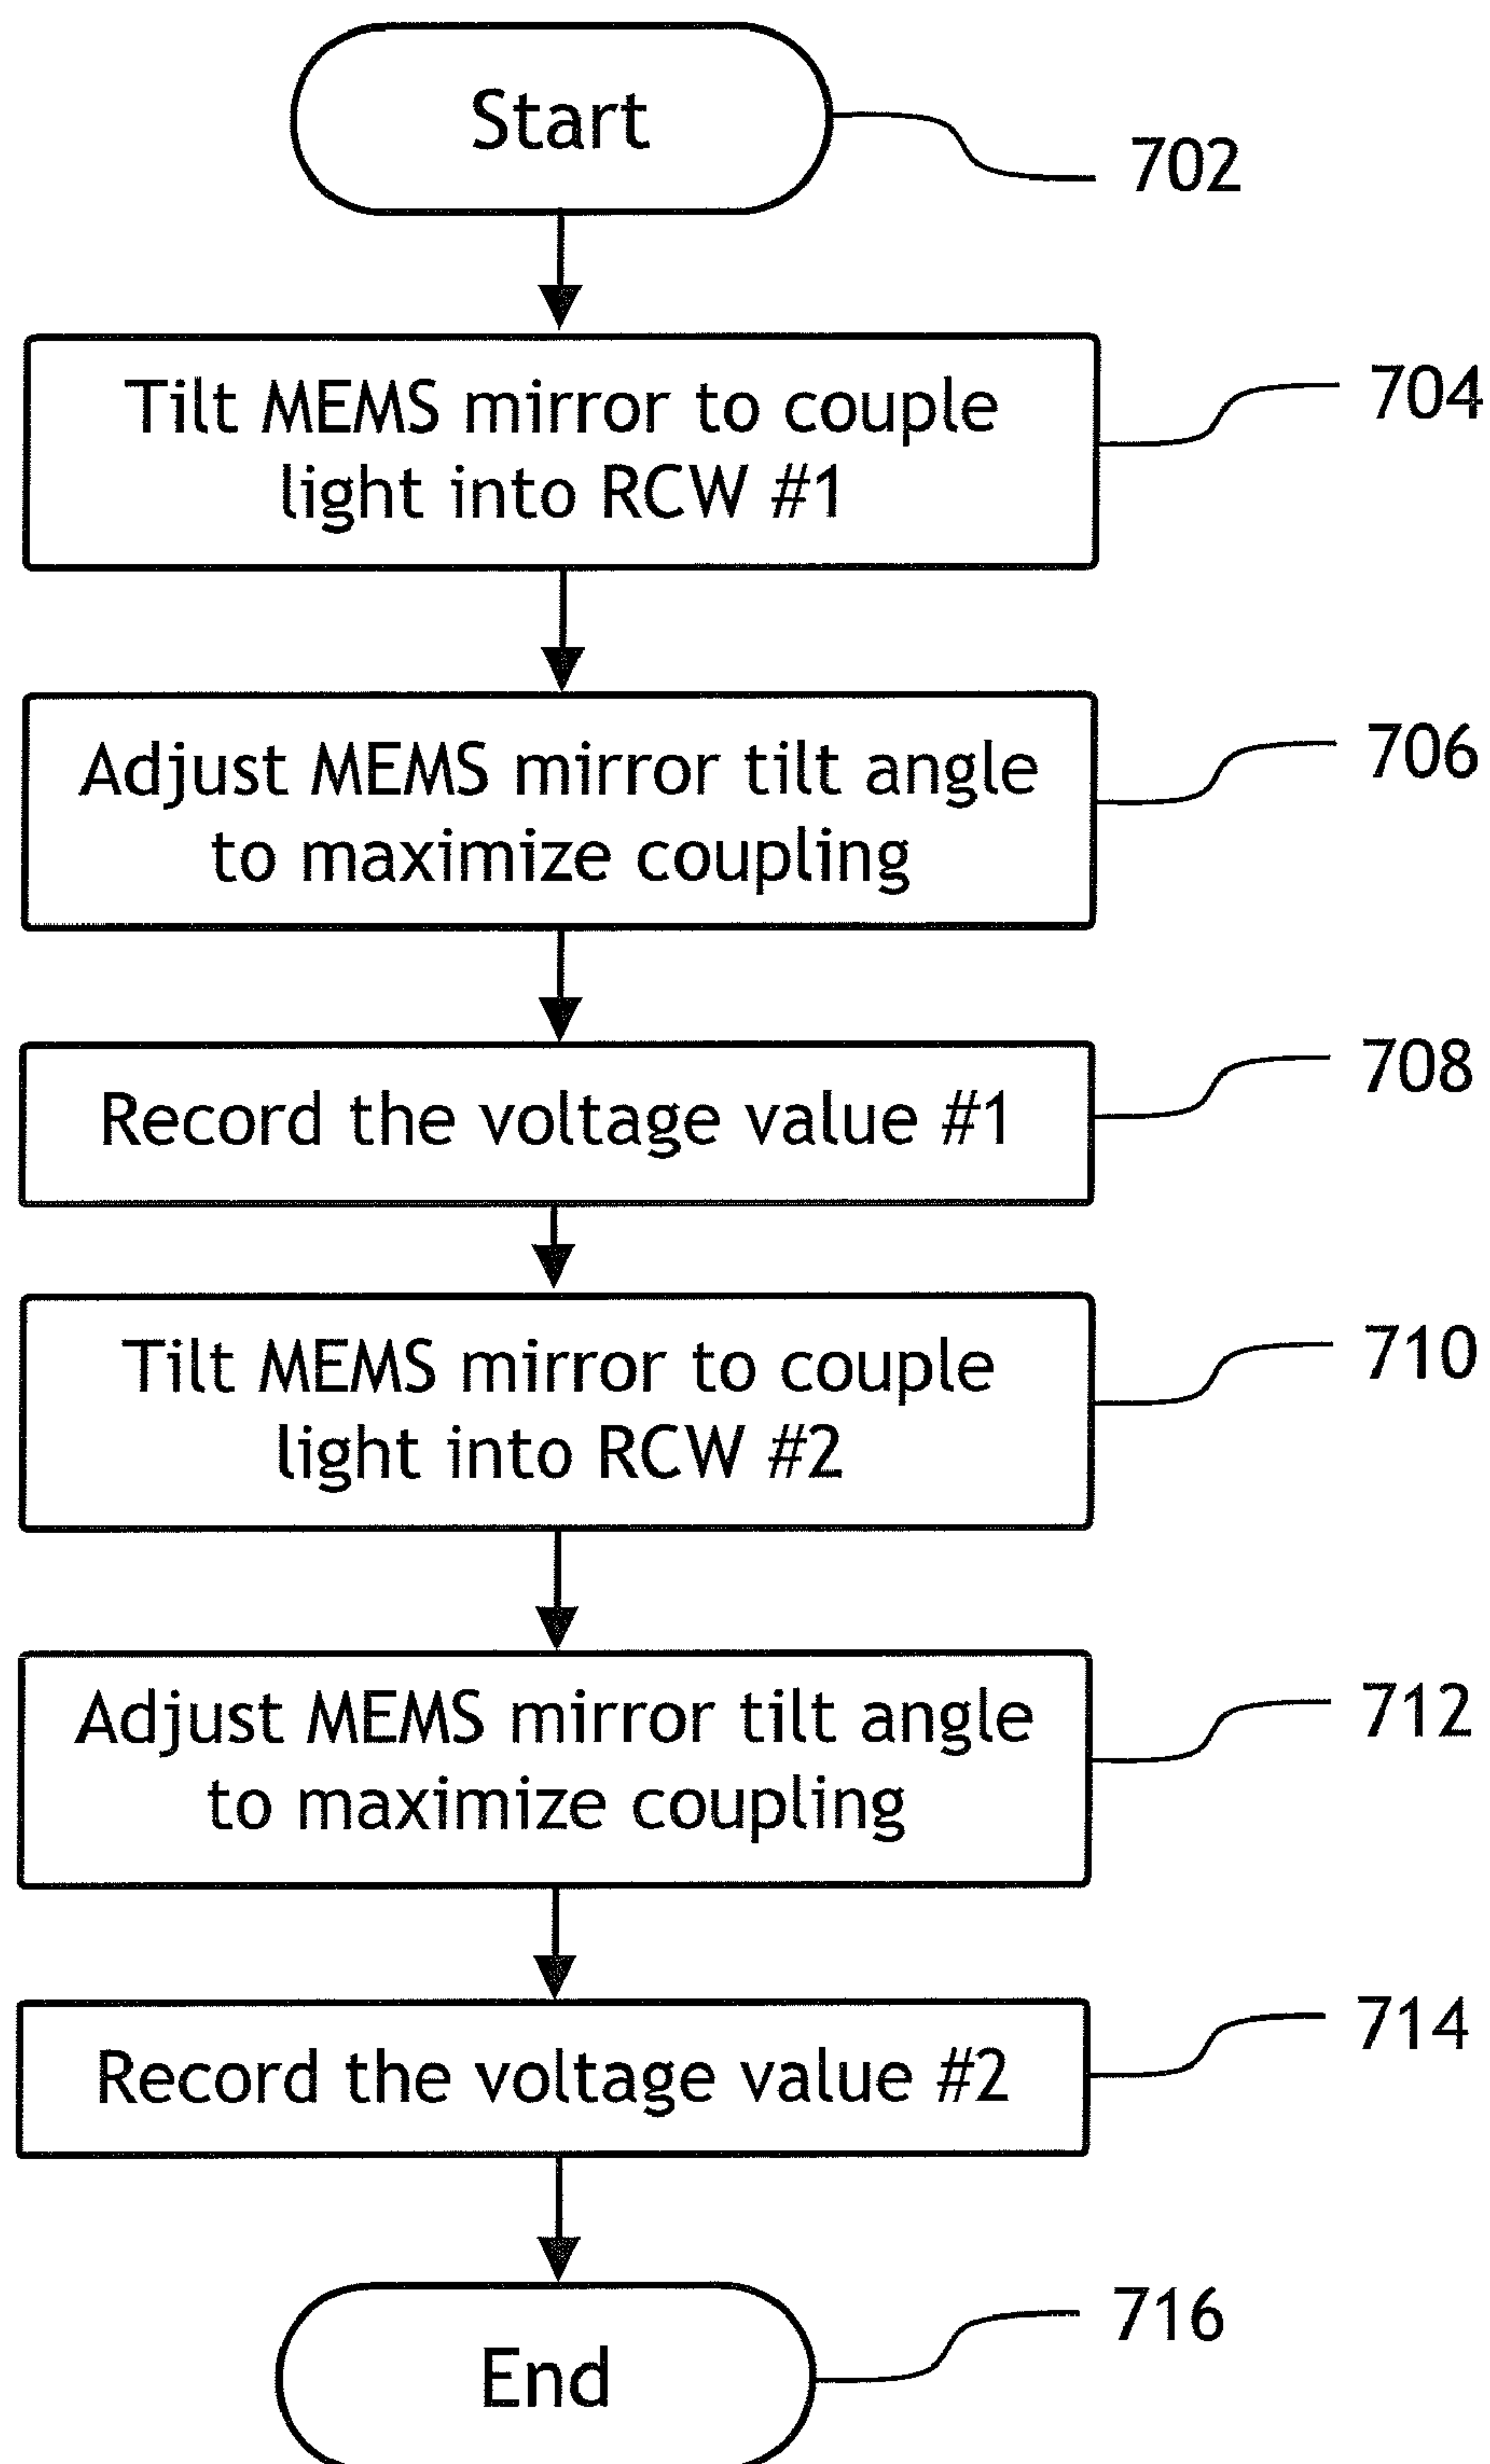 Start
702
Tilt MEMS mirror to couple
light into RCW #1
704
Adjust MEMS mirror tilt angle
to maximize coupling
706
Record the voltage value #1
708
Tilt MEMS mirror to couple
light into RCW #2
710
Adjust MEMS mirror tilt angle
to maximize coupling
712
Record the voltage value #2
714
End
716